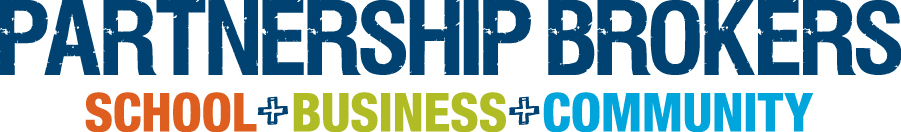 PARTNERSHIP BROKERS
SCHOOL+BUSINESS+COMMUNITY